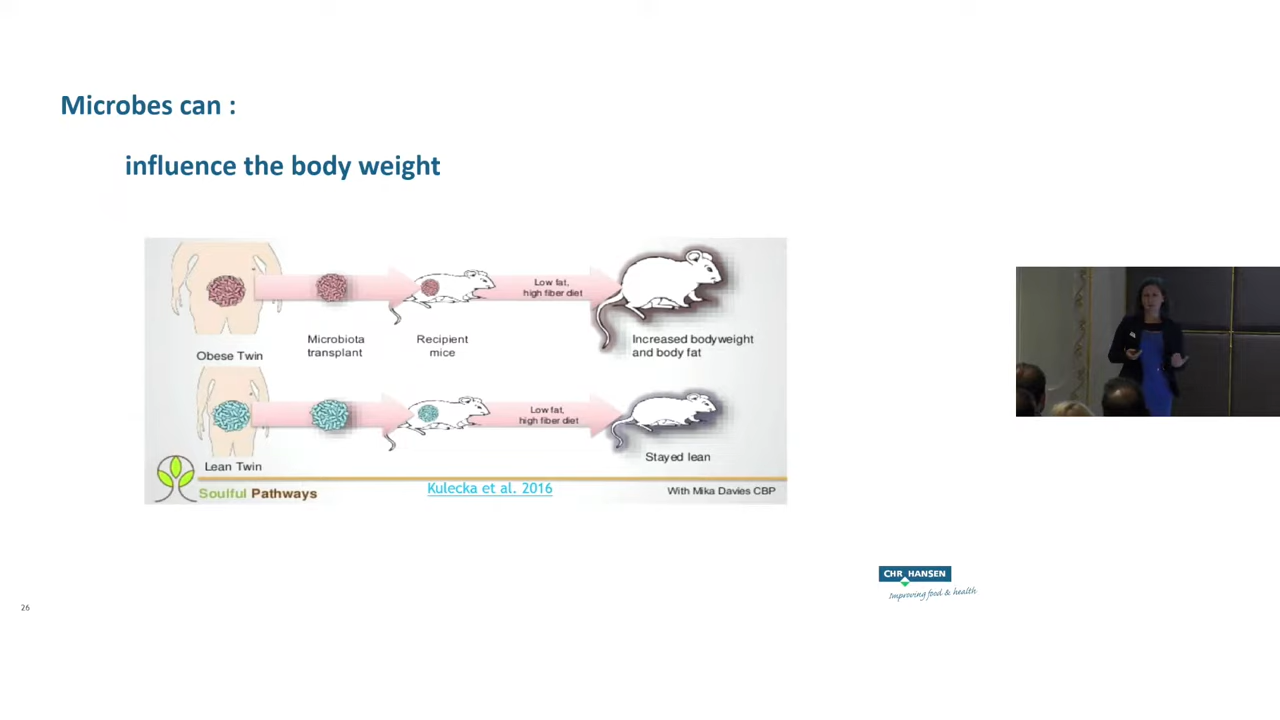 Microbes can :
influence the body weight
Low fat,
high fiber diet
Microbiota
transplant
Recipient
mice
Increased bodyweight
and body fat
Obese Twin
Low fat,
high fiber diet
Stayed lean
Lean Twin
Soulful Pathways
Kulecka et al. 2016
With Mika Davies CBP
CHR HANSEN
Improving food & health
26